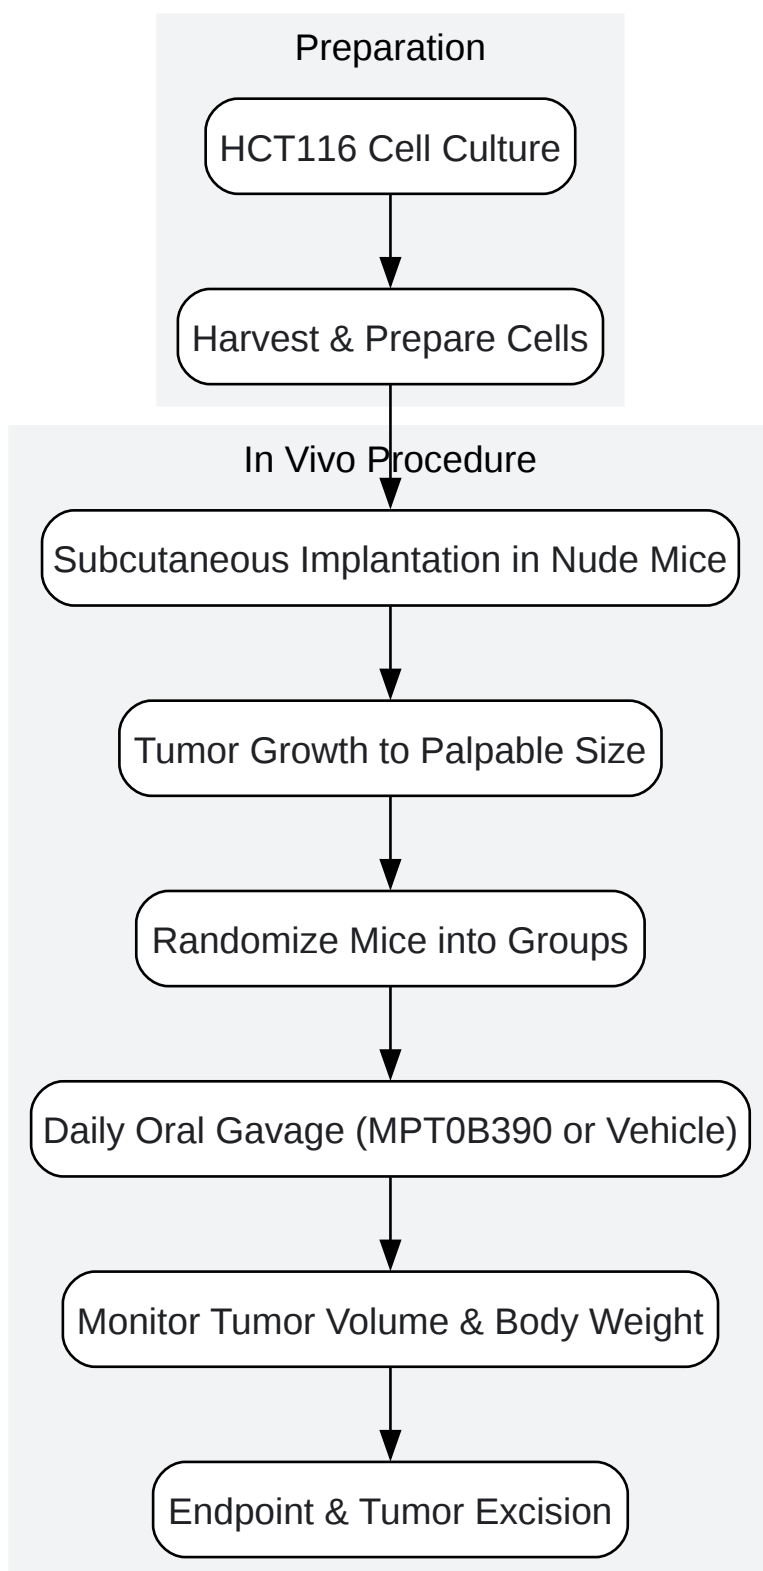 Preparation
HCT116 Cell Culture
Harvest & Prepare Cells
In Vivo Procedure
Subcutaneous Implantation in Nude Mice
Tumor Growth to Palpable Size
Randomize Mice into Groups
Daily Oral Gavage (MPT0B390 or Vehicle)
Monitor Tumor Volume & Body Weight
Endpoint & Tumor Excision